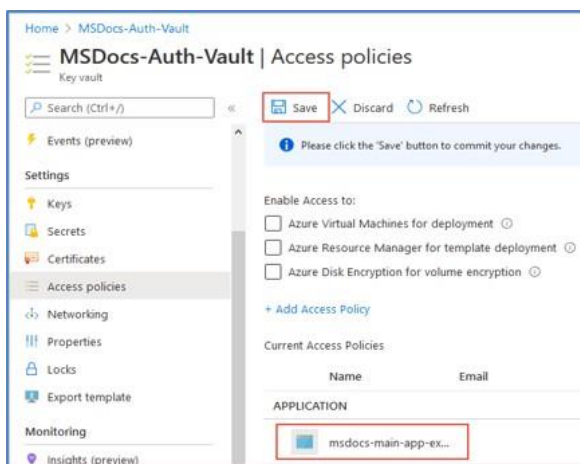 Home > MSDocs-Auth-Vault
MSDocs-Auth-Vault | Access policies
Key vault
Search (Ctrl+/)
«
Save
Discard
Refresh
Events (preview)
Please click the 'Save' button to commit your changes.
Settings
Keys
Secrets
Certificates
Access policies
Networking
Properties
Locks
Export template
Monitoring
Insights (preview)
Enable Access to:
Azure Virtual Machines for deployment
Azure Resource Manager for template deployment
Azure Disk Encryption for volume encryption
+ Add Access Policy
Current Access Policies
Name Email
APPLICATION
msdocs-main-app-ex...